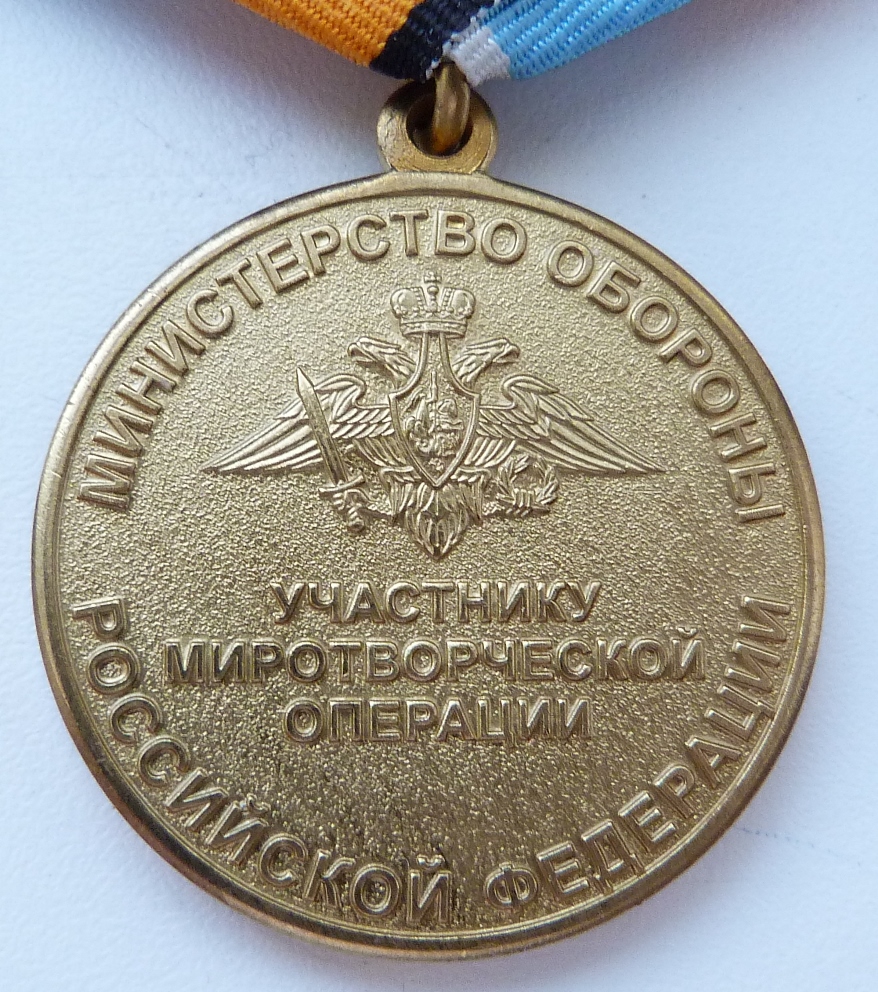 МИНИСТЕРСТВО ОБОРОНЫ
УЧАСТНИКУ
МИРОТВОРЧЕСКОЙ
ОПЕРАЦИИ
РОССИЙСКОЙ ФЕДЕРАЦИИ